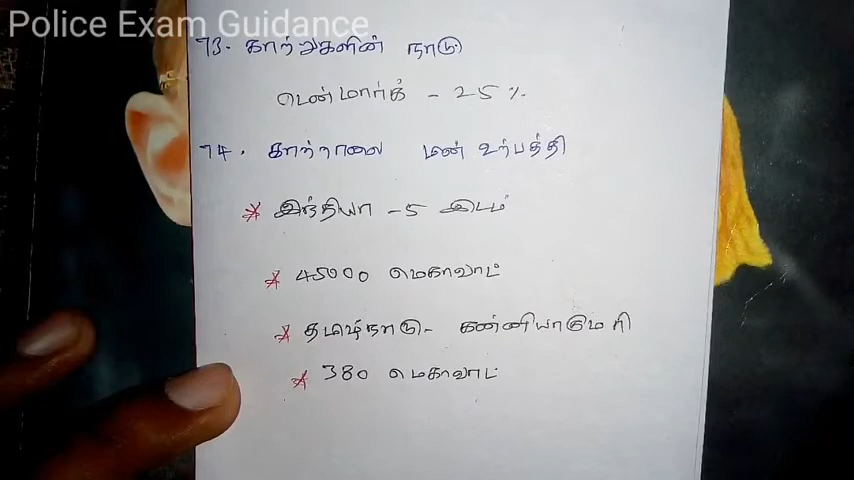 Police Exam Guidance
73. காற்றுகளின் நாடு
டென்மார்க் - 25 %.
74. காற்றாலை மின் உற்பத்தி
* இந்தியா - 5 இடம்
* 45000 மெகாவாட்
* தமிழ்நாடு - கன்னியாகுமரி
* 380 மெகாவாட்